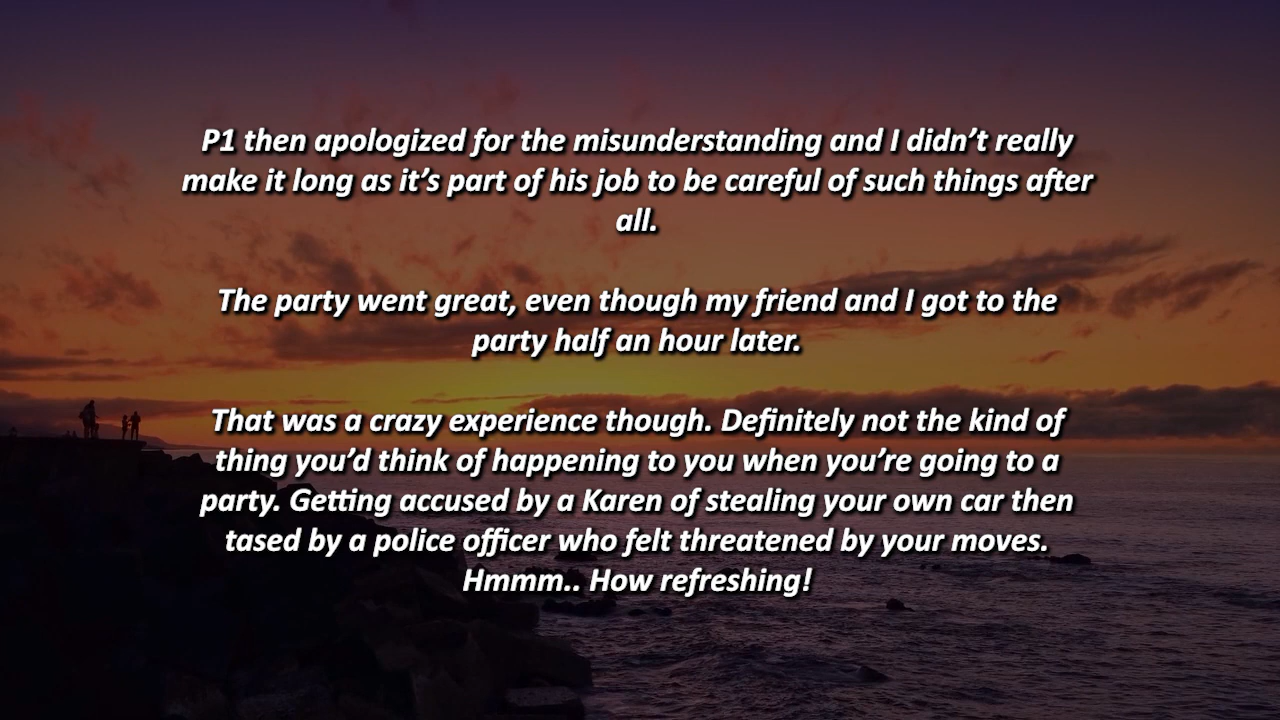 P1 then apologized for the misunderstanding and I didn’t really
make it long as it’s part of his job to be careful of such things after
all.
The party went great, even though my friend and I got to the
party half an hour later.
That was a crazy experience though. Definitely not the kind of
thing you’d think of happening to you when you’re going to a
party. Getting accused by a Karen of stealing your own car then
tased by a police officer who felt threatened by your moves.
Hmmm.. How refreshing!